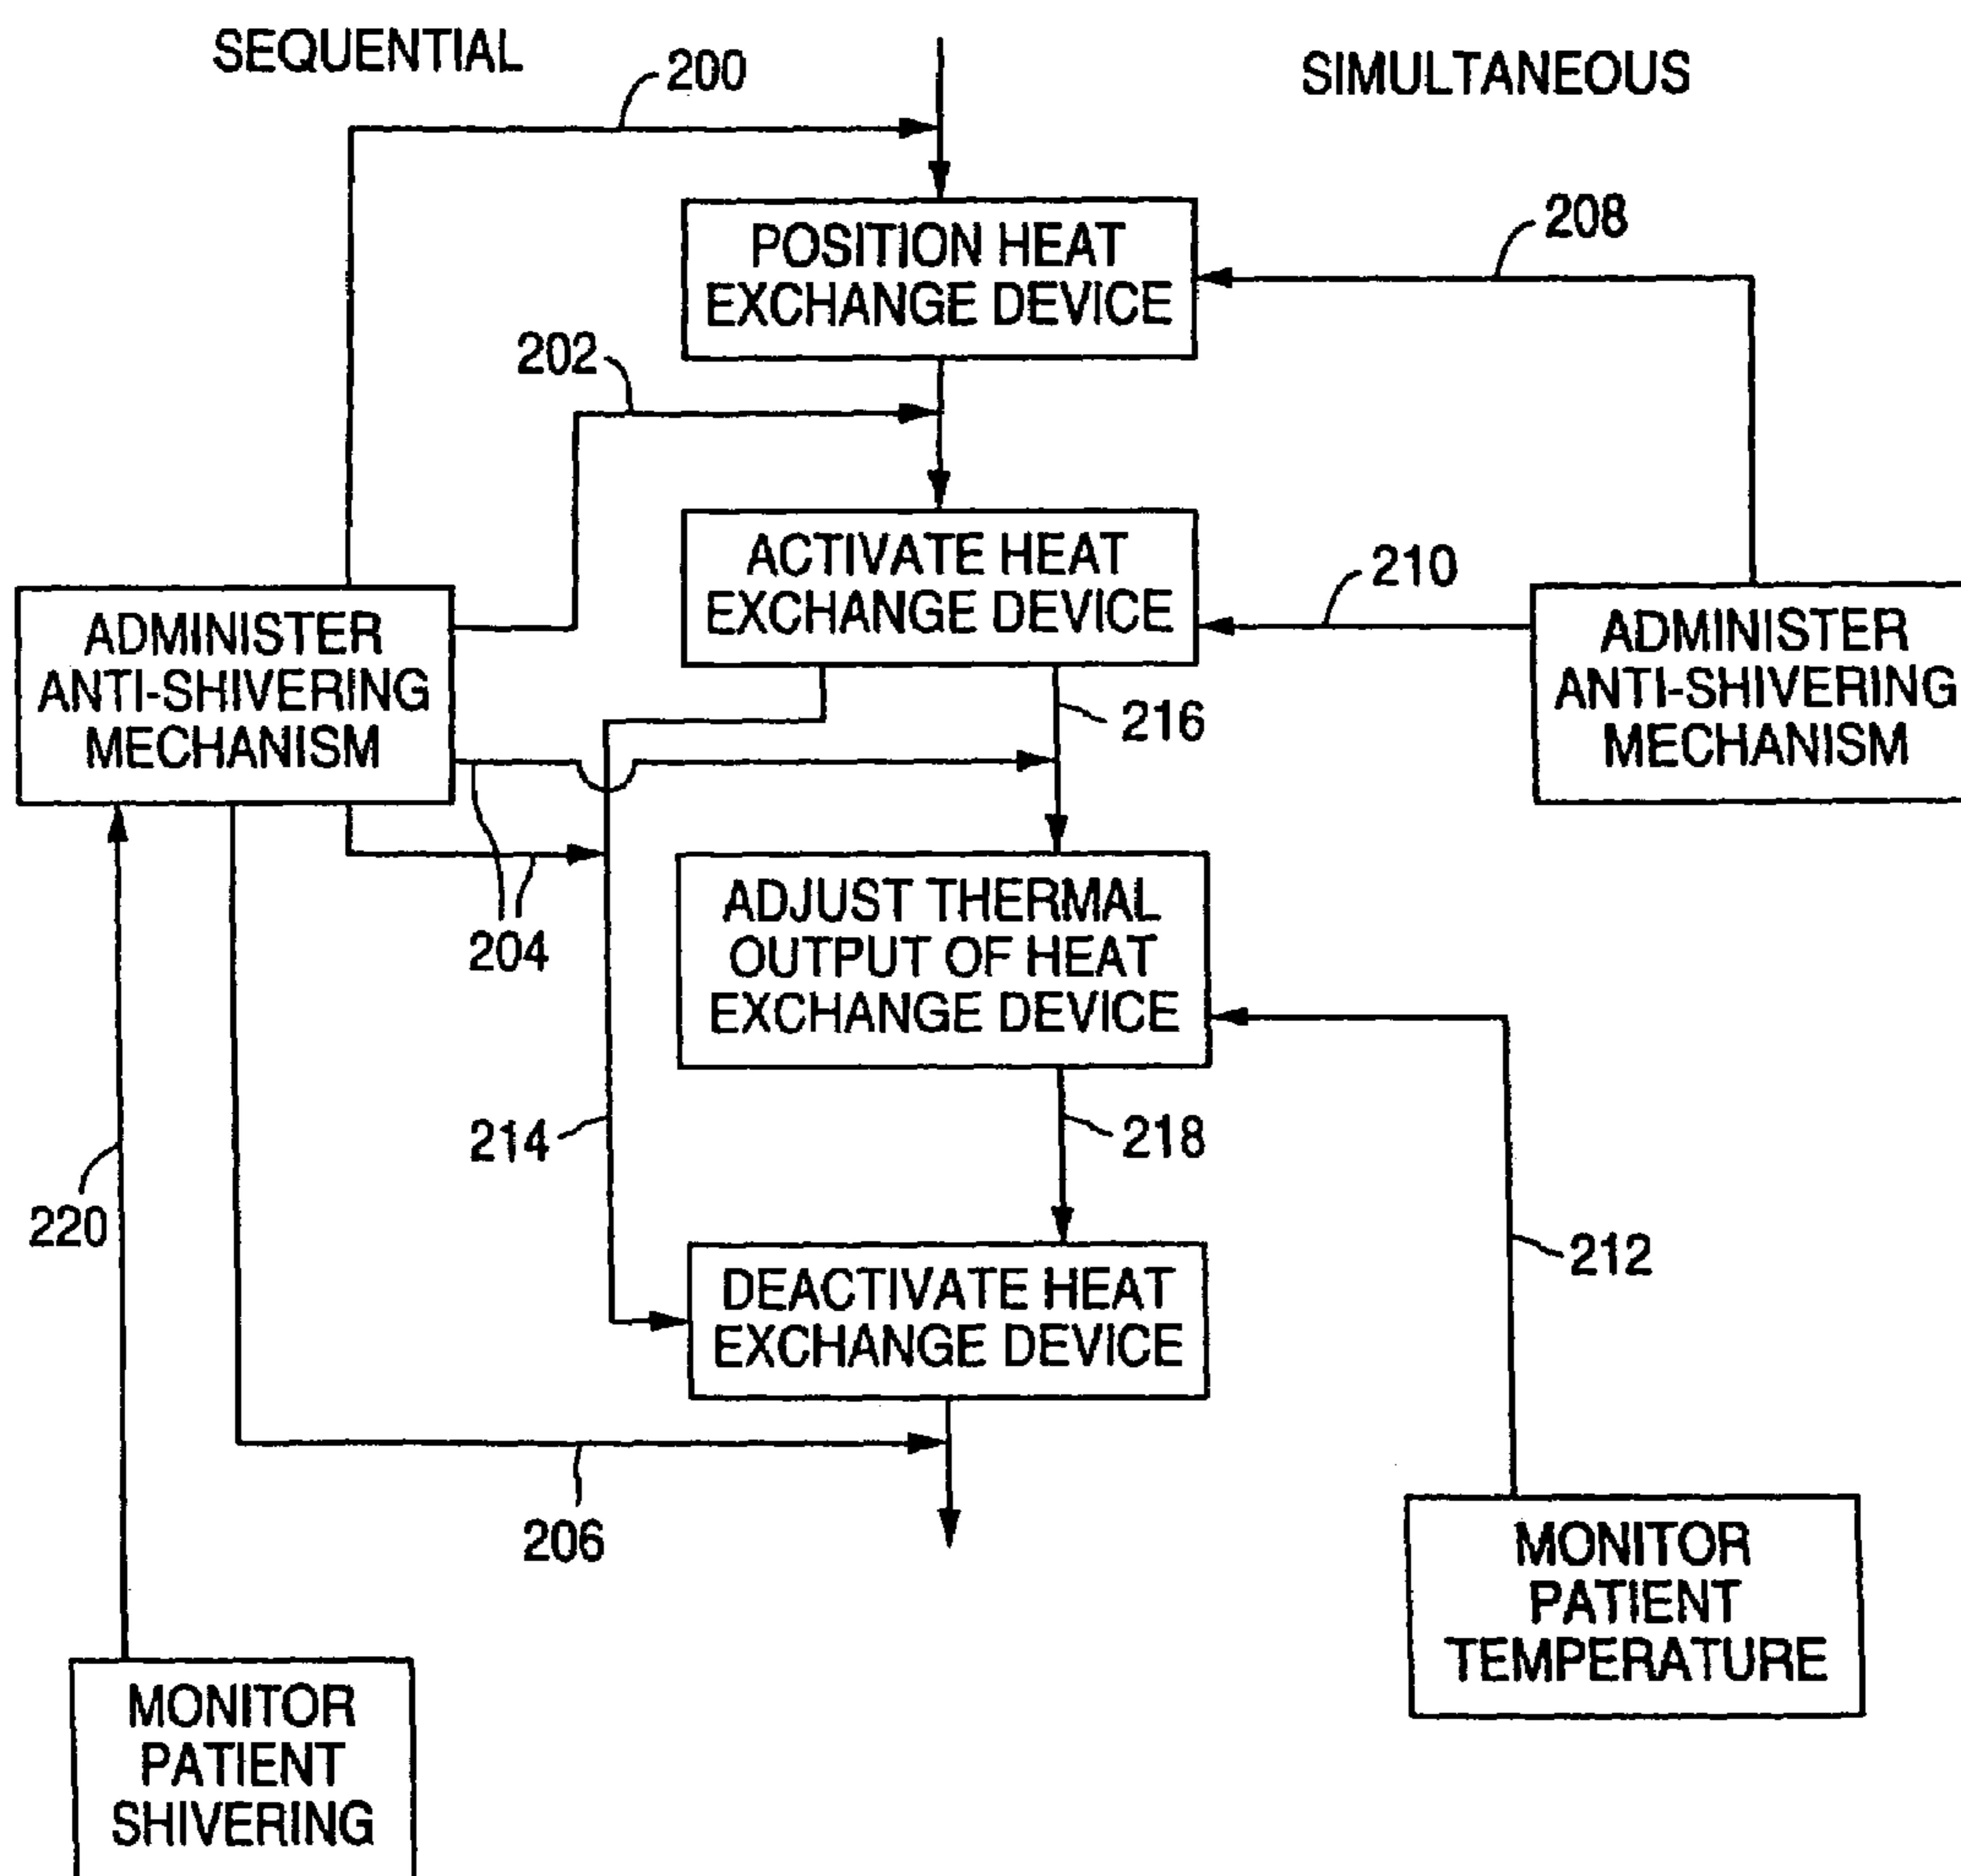 SEQUENTIAL
200
SIMULTANEOUS
208
POSITION HEAT
EXCHANGE DEVICE
202
ACTIVATE HEAT
EXCHANGE DEVICE
210
ADMINISTER
ANTI-SHIVERING
MECHANISM
ADMINISTER
ANTI-SHIVERING
MECHANISM
216
204
ADJUST THERMAL
OUTPUT OF HEAT
EXCHANGE DEVICE
214
218
220
212
DEACTIVATE HEAT
EXCHANGE DEVICE
206
MONITOR
PATIENT
TEMPERATURE
MONITOR
PATIENT
SHIVERING